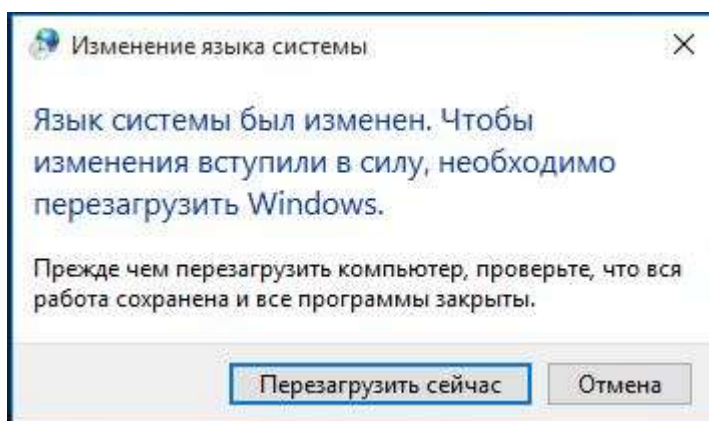 Изменение языка системы
Язык системы был изменен. Чтобы
изменения вступили в силу, необходимо
перезагрузить Windows.
Прежде чем перезагрузить компьютер, проверьте, что вся
работа сохранена и все программы закрыты.
Перезагрузить сейчас
Отмена